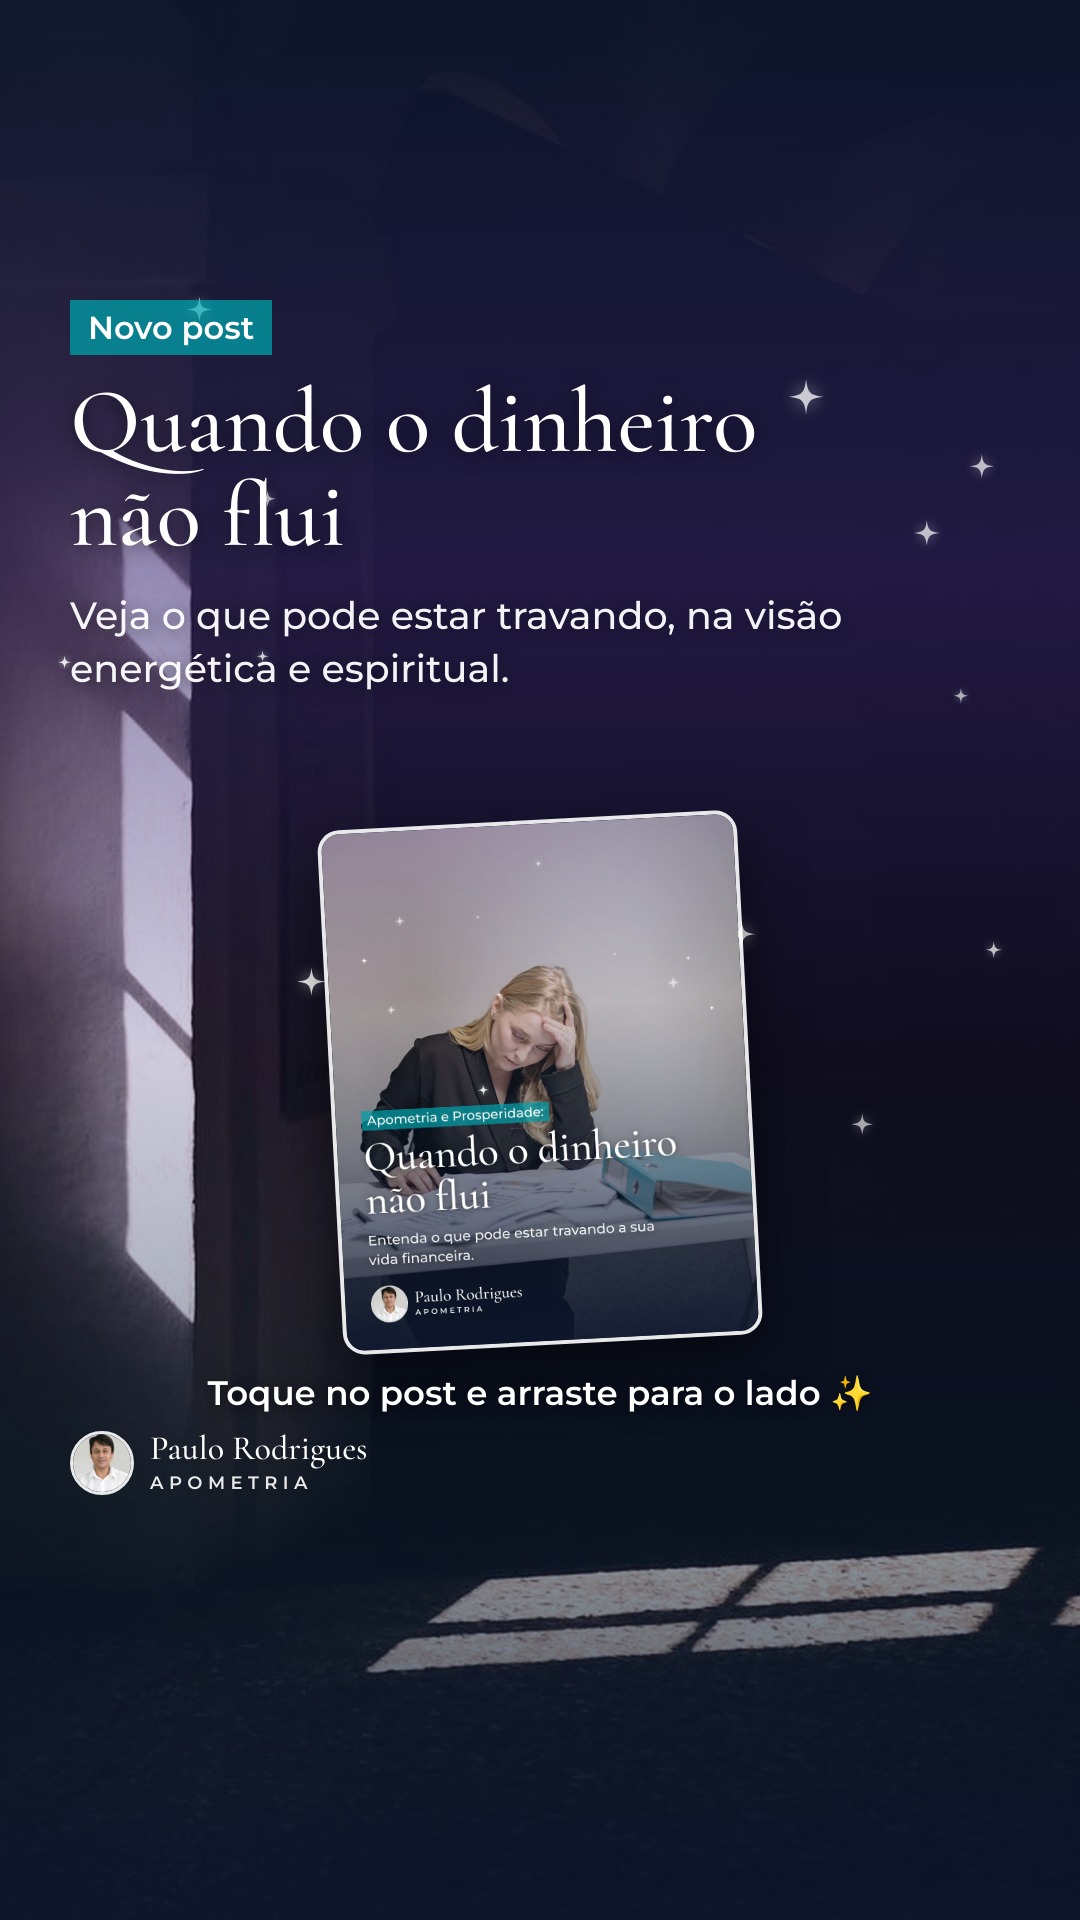 Novo post
Quando o dinheiro
não flui
Veja o que pode estar travando, na visão
energética e espiritual.
Apometria e Prosperidade:
Quando o dinheiro
não flui
Entenda o que pode estar travando a sua
vida financeira.
Paulo Rodrigues
APOMETRIA
Toque no post e arraste para o lado ✨
Paulo Rodrigues
APOMETRIA